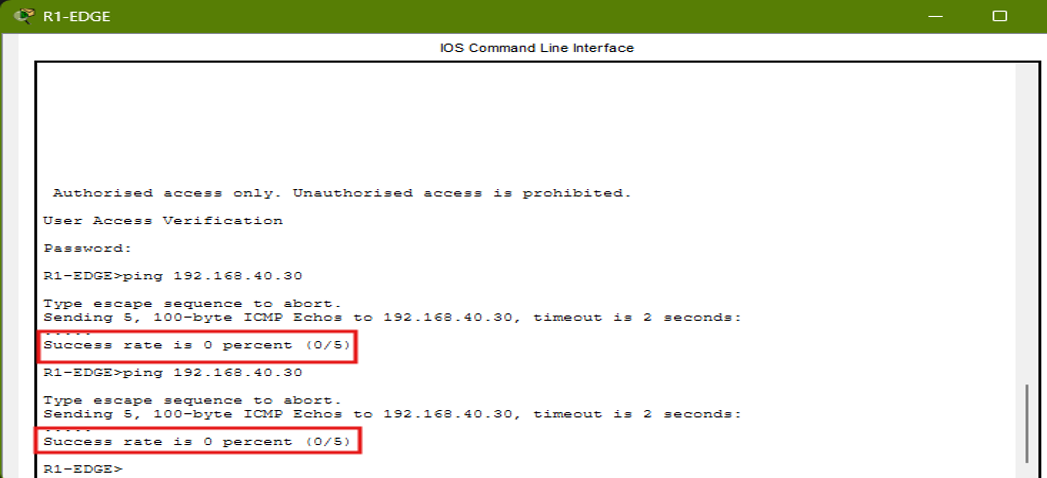 R1-EDGE
IOS Command Line Interface
Authorised access only. Unauthorised access is prohibited.
User Access Verification
Password:
R1-EDGE>ping 192.168.40.30
Type escape sequence to abort.
Sending 5, 100-byte ICMP Echos to 192.168.40.30, timeout is 2 seconds:
.....
Success rate is 0 percent (0/5)
R1-EDGE>ping 192.168.40.30
Type escape sequence to abort.
Sending 5, 100-byte ICMP Echos to 192.168.40.30, timeout is 2 seconds:
.....
Success rate is 0 percent (0/5)
R1-EDGE>